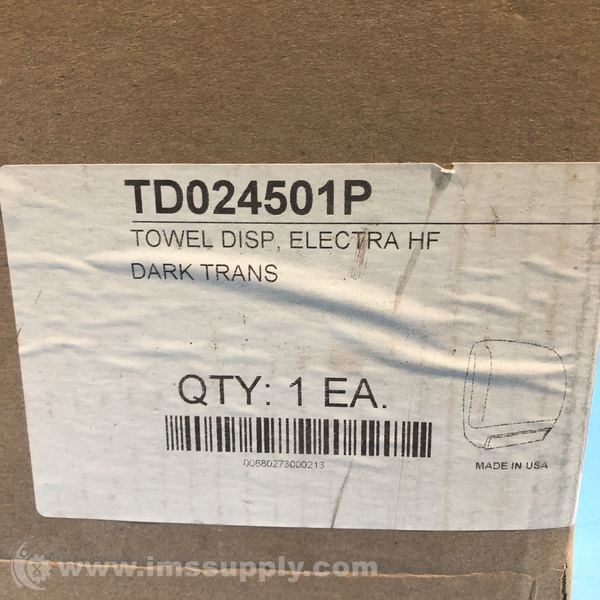 TD024501P
TOWEL DISP, ELECTRA HF
DARK TRANS
QTY: 1 EA.
00680273000213
MADE IN USA
www.imssupply.com